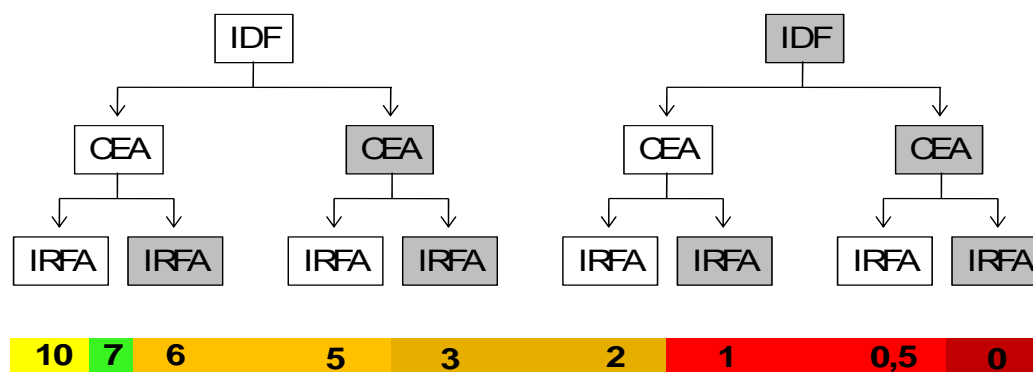 IDF IDF
CEA CEA CEA CEA
IRFA IRFA IRFA IRFA IRFA IRFA IRFA IRFA
10 7 6 5 3 2 1 0,5 0